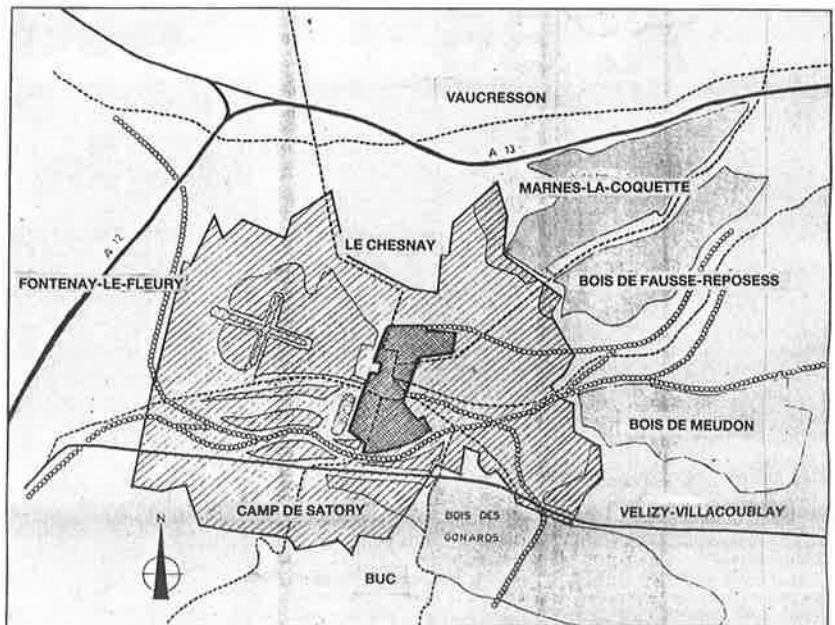 VAUCRESSON
A 13
MARNES-LA-COQUETTE
LE CHESNAY
A 12
FONTENAY-LE-FLEURY
BOIS DE FAUSSE-REPOSESS
BOIS DE MEUDON
CAMP DE SATORY
BOIS DES
GONARDS
VELIZY-VILLACOUBLAY
N
BUC